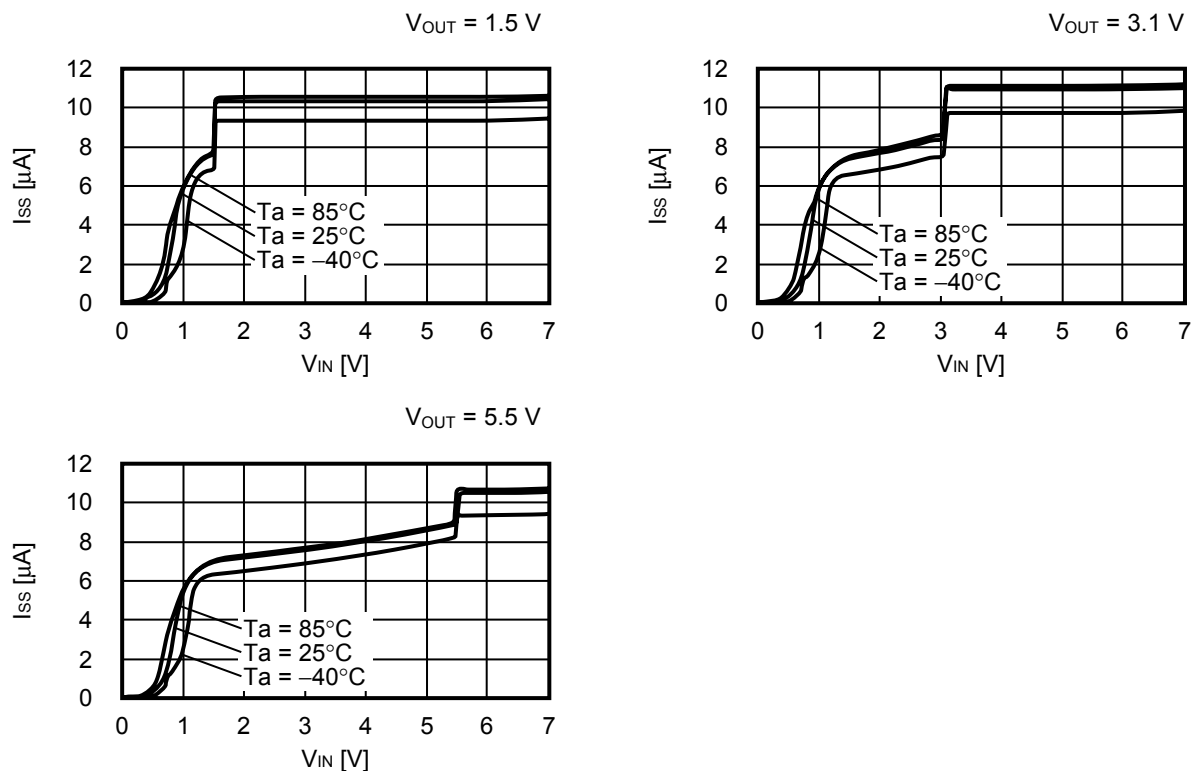 V_OUT = 1.5 V
12
10
8
6
4
2
0
ISS [µA]
Ta = 85°C
Ta = 25°C
Ta = −40°C
0 1 2 3 4 5 6 7
VIN [V]
V_OUT = 3.1 V
12
10
8
6
4
2
0
ISS [µA]
Ta = 85°C
Ta = 25°C
Ta = −40°C
0 1 2 3 4 5 6 7
VIN [V]
V_OUT = 5.5 V
12
10
8
6
4
2
0
ISS [µA]
Ta = 85°C
Ta = 25°C
Ta = −40°C
0 1 2 3 4 5 6 7
VIN [V]